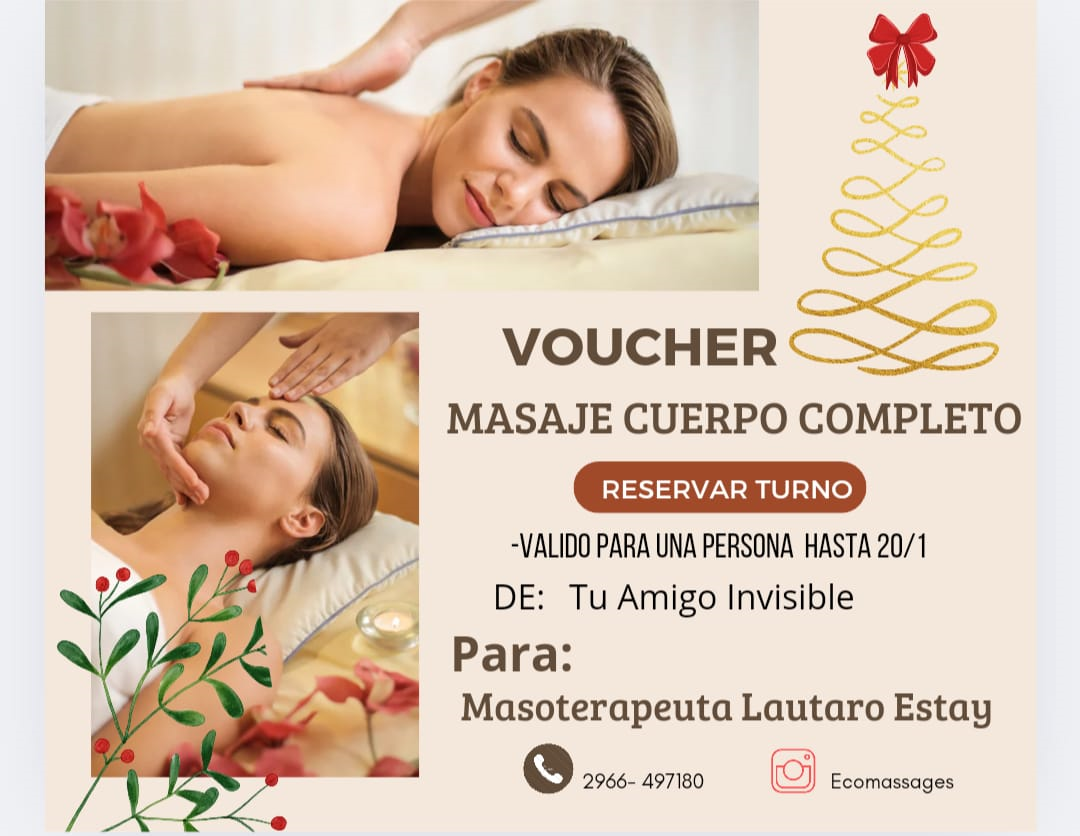 VOUCHER
MASAJE CUERPO COMPLETO
RESERVAR TURNO
-VALIDO PARA UNA PERSONA HASTA 20/1
DE: Tu Amigo Invisible
Para:
Masoterapeuta Lautaro Estay
2966- 497180 Ecomassages